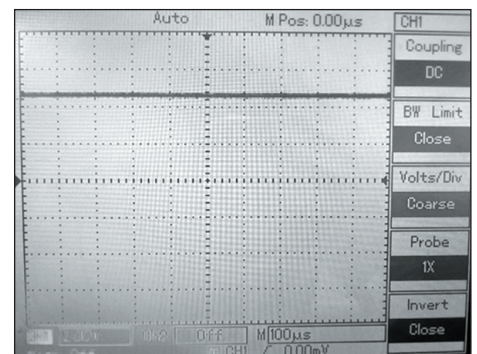 Auto M Pos: 0.00μs CH1
Coupling
DC
BW Limit
Close
Volts/Div
Coarse
Probe
1X
Invert
Close
Off M 100μs
CH1 0.00mV